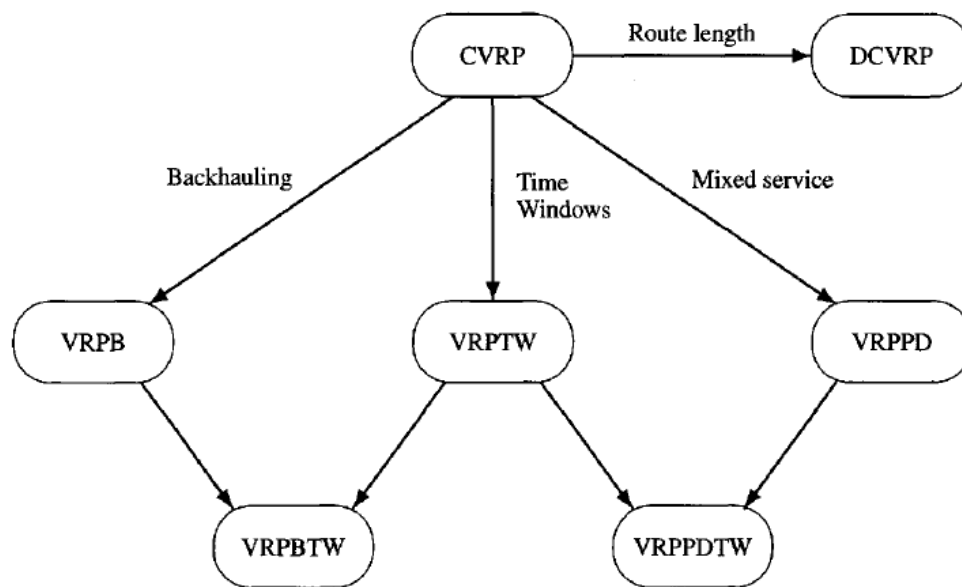 Route length
CVRP
DCVRP
Backhauling
Time
Windows
Mixed service
VRPB
VRPTW
VRPPD
VRPBTW
VRPPDTW